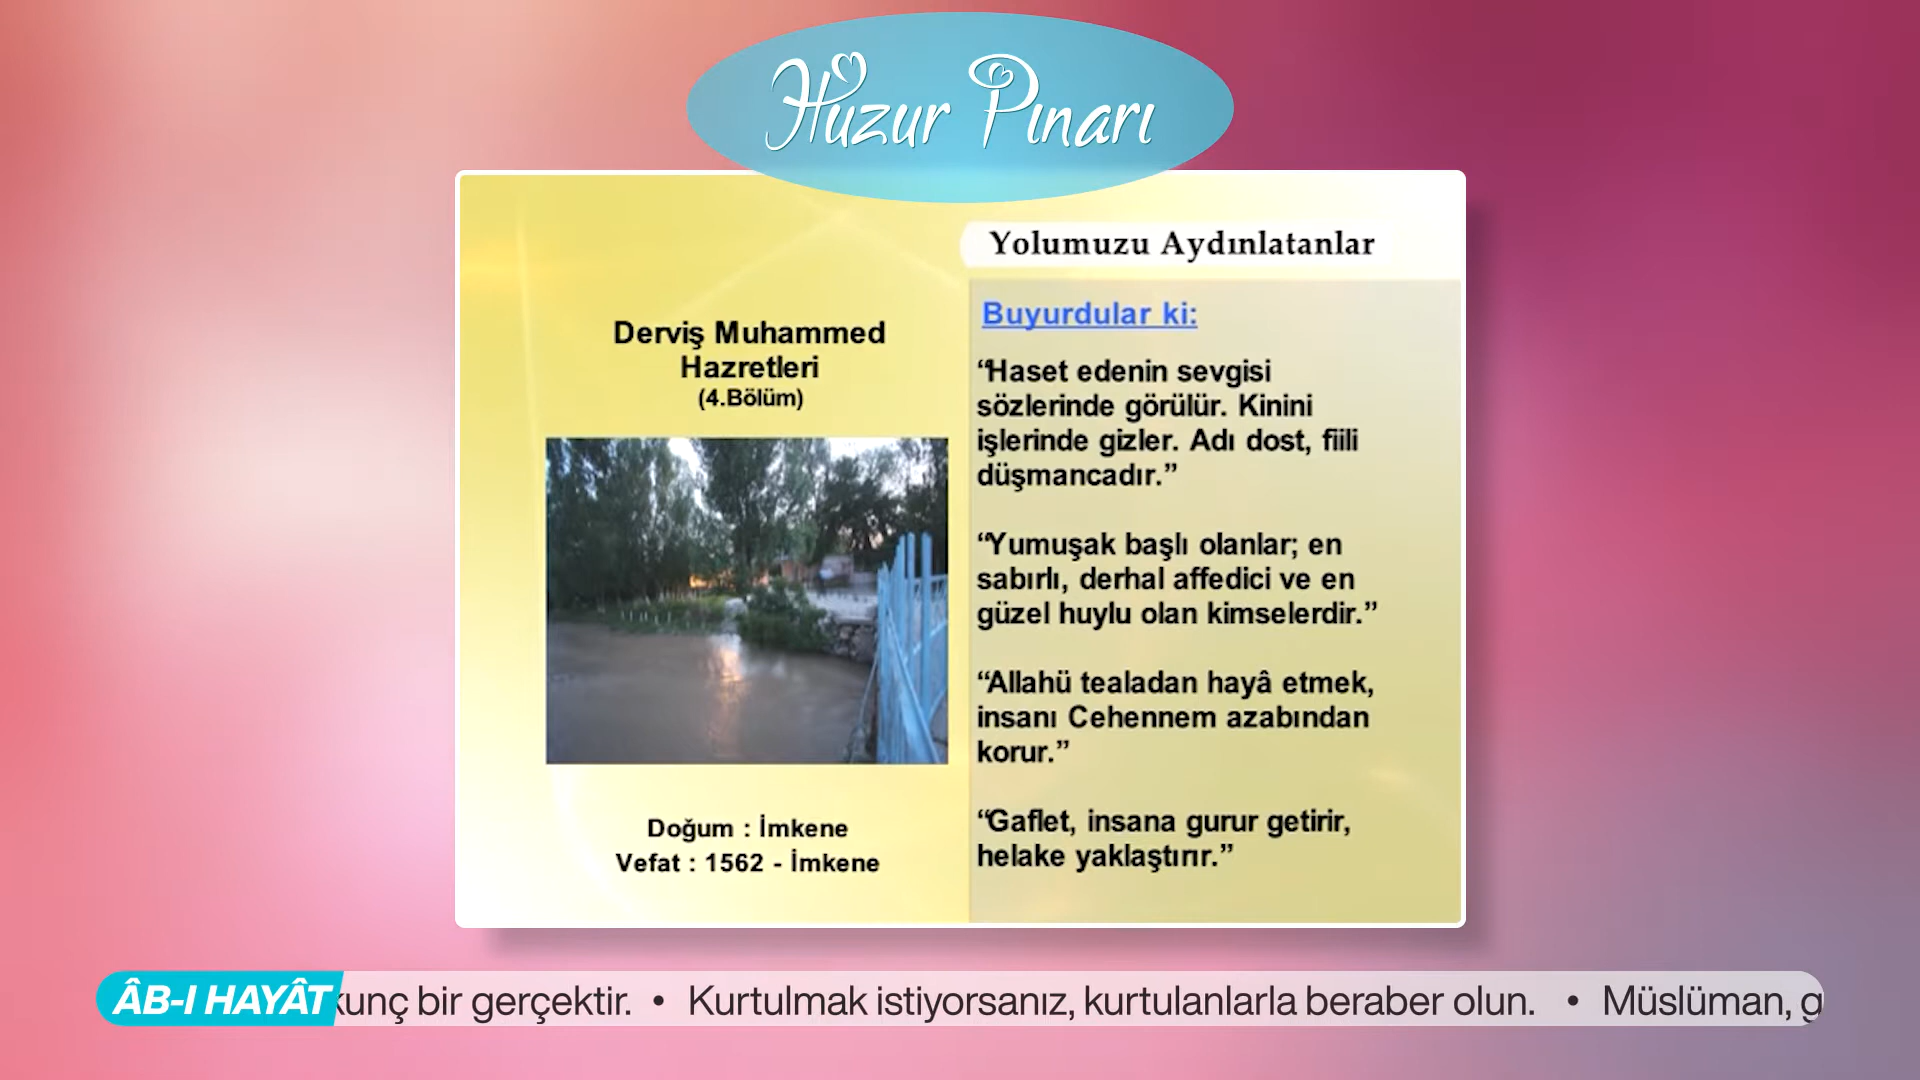 Huzur Pınarı
Yolumuzu Aydınlatanlar
Derviş Muhammed
Hazretleri
(4.Bölüm)
Doğum : İmkene
Vefat : 1562 - İmkene
Buyurdular ki:
“Haset edenin sevgisi
sözlerinde görülür. Kinini
işlerinde gizler. Adı dost, fiili
düşmancadır.”
“Yumuşak başlı olanlar; en
sabırlı, derhal affedici ve en
güzel huylu olan kimselerdir.”
“Allahü tealadan hayâ etmek,
insanı Cehennem azabından
korur.”
“Gaflet, insana gurur getirir,
helake yaklaştırır.”
ÂB-I HAYÂT
kunç bir gerçektir. • Kurtulmak istiyorsanız, kurtulanlarla beraber olun. • Müslüman, g